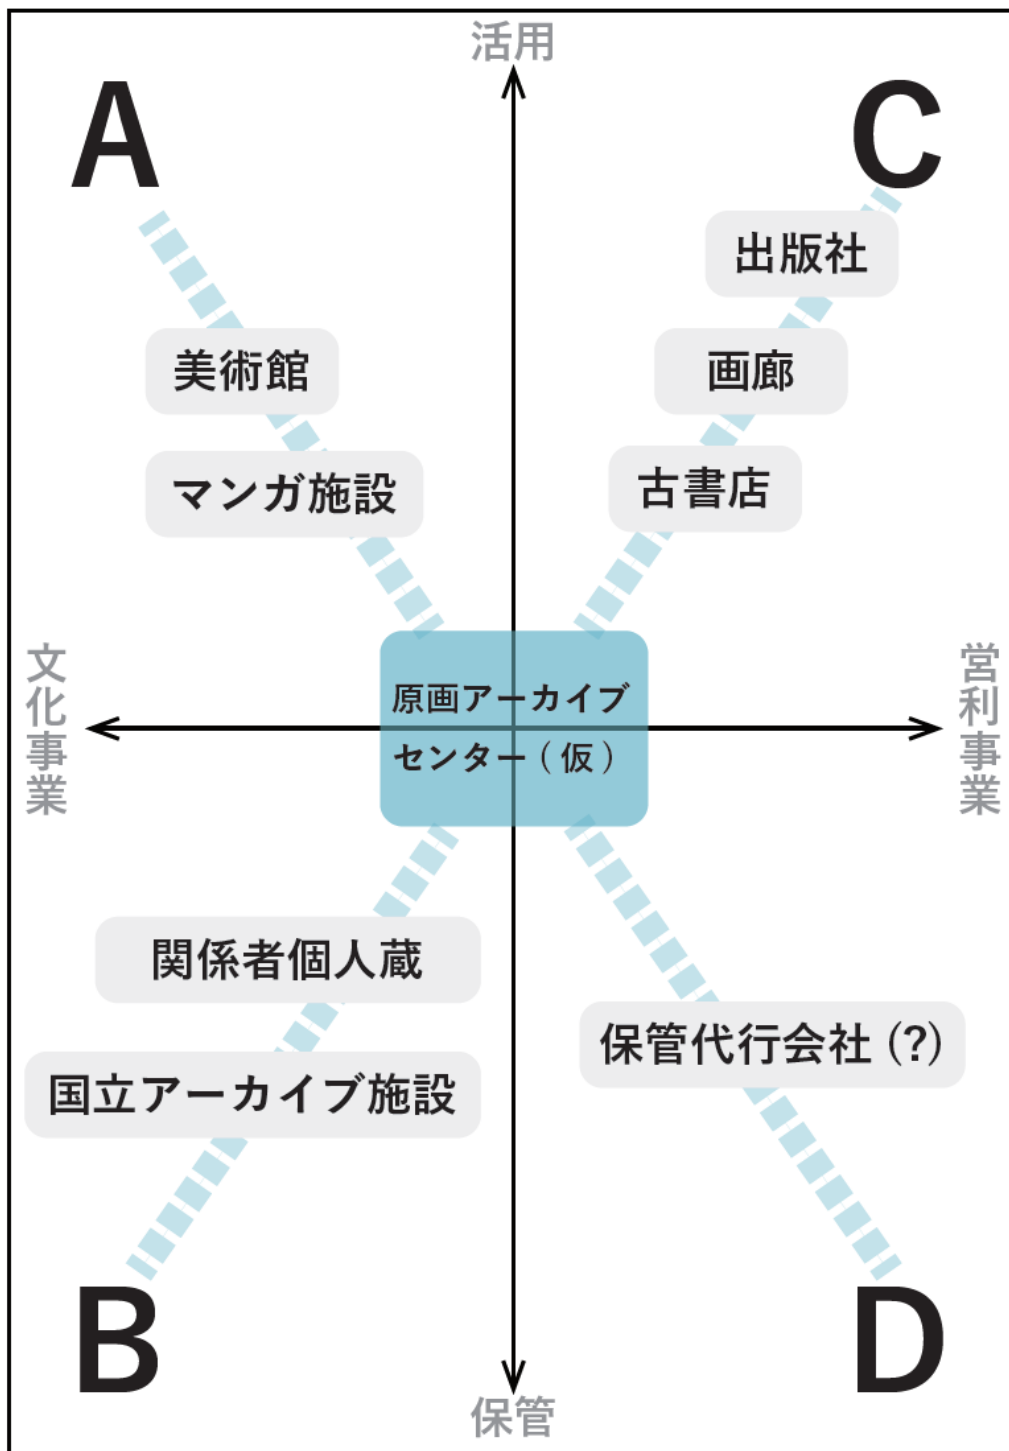 活用
A
C
出版社
美術館
画廊
マンガ施設
古書店
文化事業
原画アーカイブ
センター(仮)
営利事業
関係者個人蔵
保管代行会社(?)
国立アーカイブ施設
B
D
保管